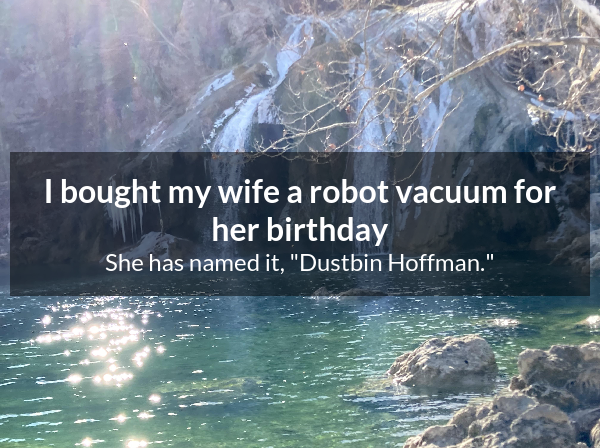 I bought my wife a robot vacuum for
her birthday
She has named it, "Dustbin Hoffman."